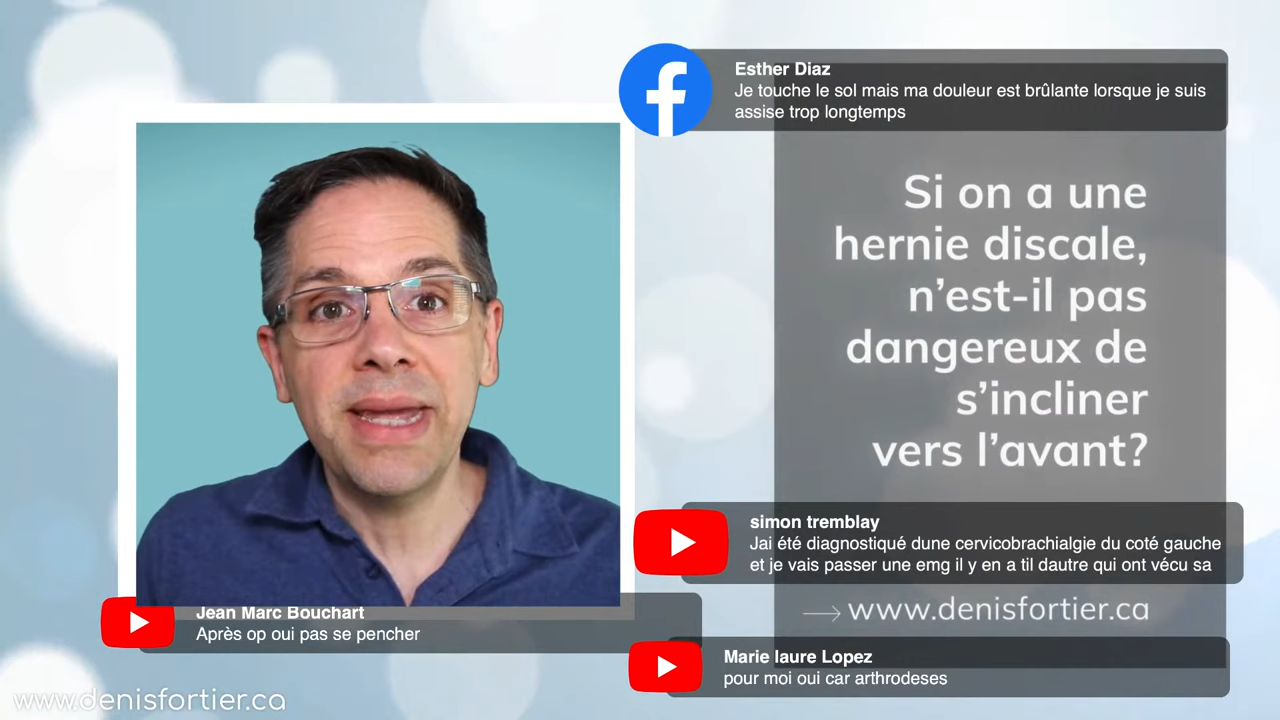 Esther Diaz
Je touche le sol mais ma douleur est brûlante lorsque je suis
assise trop longtemps
Si on a une
hernie discale,
n'est-il pas
dangereux de
s'incliner
vers l'avant?
simon tremblay
Jai été diagnostiqué dune cervicobrachialgie du coté gauche
et je vais passer une emg il y en a til dautre qui ont vécu sa
www.denisfortier.ca
Jean Marc Bouchart
Après op oui pas se pencher
Marie laure Lopez
pour moi oui car arthrodeses
www.denisfortier.ca